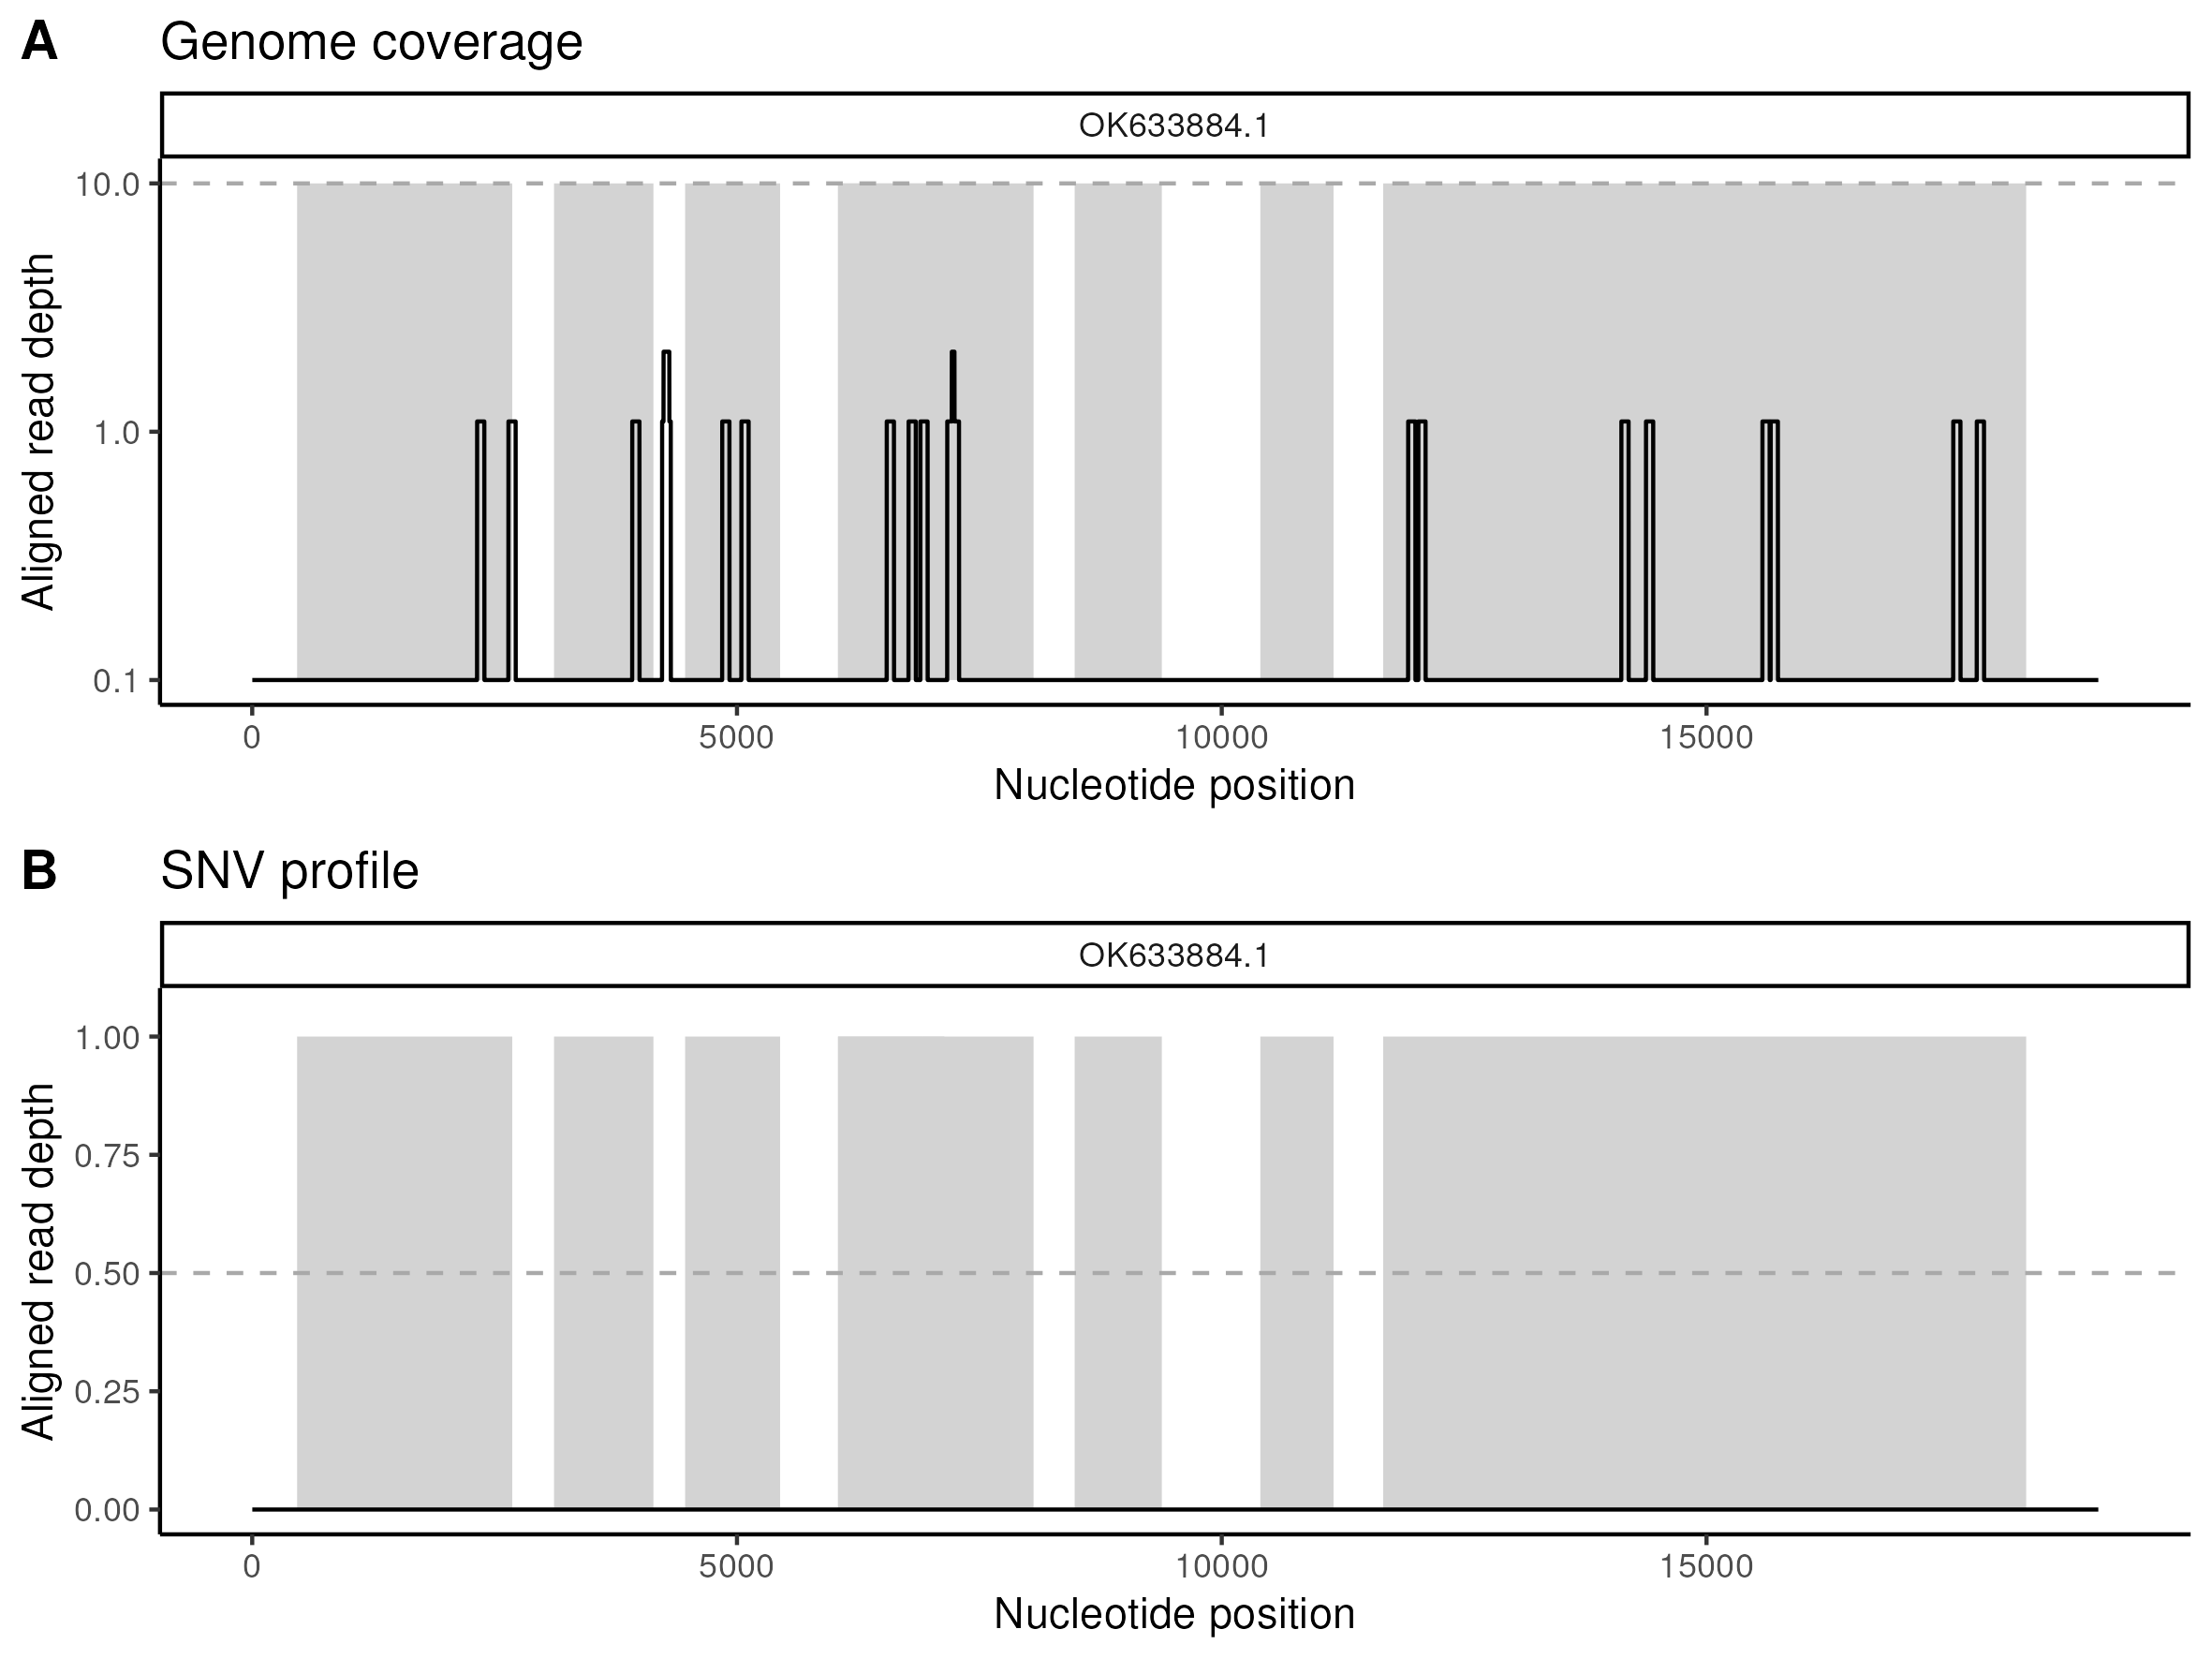 A Genome coverage
OK633884.1
10.0
1.0
0.1
Aligned read depth
0 5000 10000 15000
Nucleotide position
B SNV profile
OK633884.1
1.00
0.75
0.50
0.25
0.00
Aligned read depth
0 5000 10000 15000
Nucleotide position